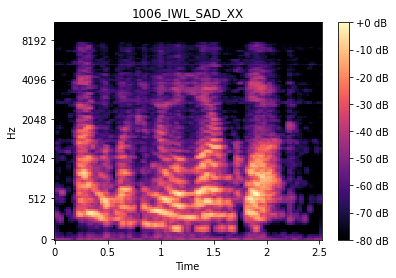 1006_IWL_SAD_XX
Hz
8192
4096
2048
1024
512
0
0
0.5
1
1.5
2
2.5
Time
+0 dB
-10 dB
-20 dB
-30 dB
-40 dB
-50 dB
-60 dB
-70 dB
-80 dB